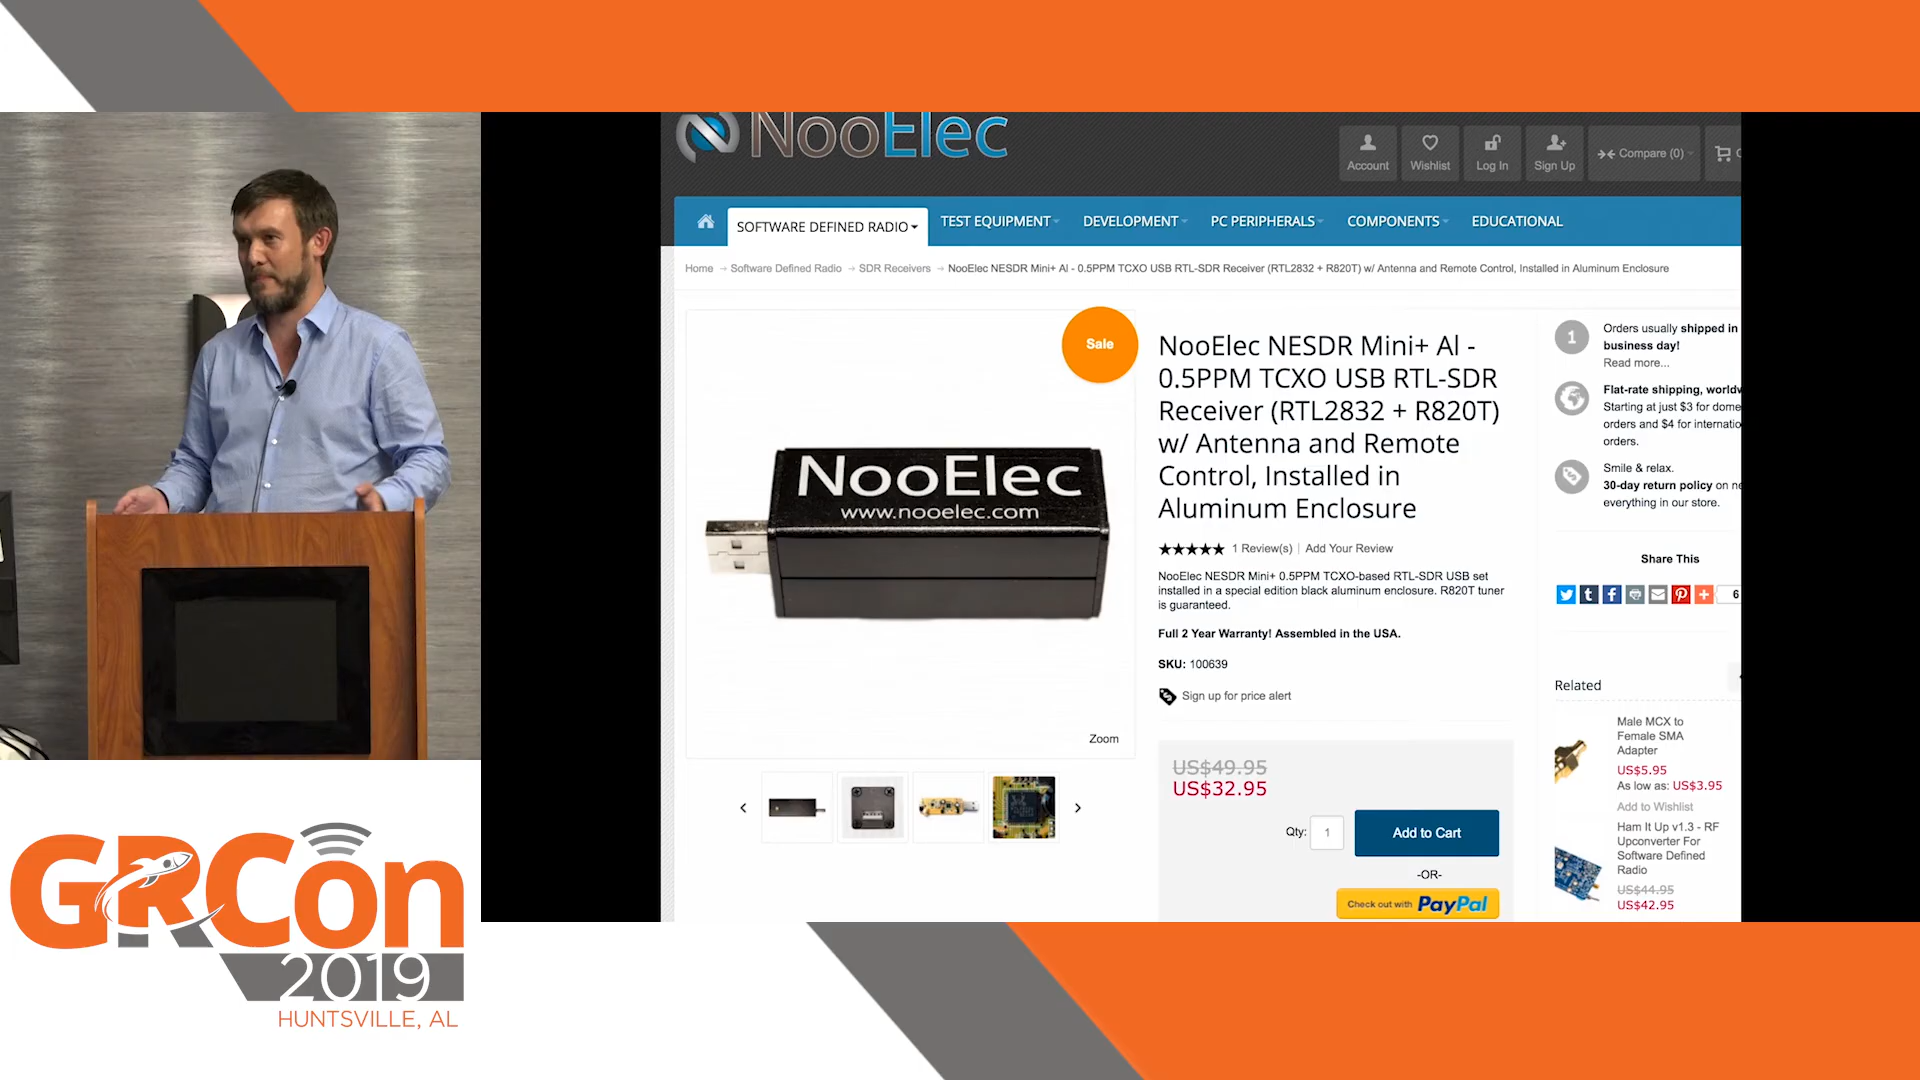 NooElec
Account
Wishlist
Log In
Sign Up
Compare (0)
SOFTWARE DEFINED RADIO
TEST EQUIPMENT
DEVELOPMENT
PC PERIPHERALS
COMPONENTS
EDUCATIONAL
Home → Software Defined Radio → SDR Receivers → NooElec NESDR Mini+ Al - 0.5PPM TCXO USB RTL-SDR Receiver (RTL2832 + R820T) w/ Antenna and Remote Control, Installed in Aluminum Enclosure
Sale
NooElec
www.nooelec.com
Zoom
NooElec NESDR Mini+ Al -
0.5PPM TCXO USB RTL-SDR
Receiver (RTL2832 + R820T)
w/ Antenna and Remote
Control, Installed in
Aluminum Enclosure
1 Review(s) | Add Your Review
NooElec NESDR Mini+ 0.5PPM TCXO-based RTL-SDR USB set
installed in a special edition black aluminum enclosure. R820T tuner
is guaranteed.
Full 2 Year Warranty! Assembled in the USA.
SKU: 100639
Sign up for price alert
US$49.95
US$32.95
Qty: 1
Add to Cart
-OR-
Check out with PayPal
1
Orders usually shipped in
business day!
Read more...
Flat-rate shipping,
Starting at just $3 for
orders and $4 for
orders.
Smile & relax.
30-day return policy on
everything in our store.
Share This
6
Related
Male MCX to
Female SMA
Adapter
US$5.95
As low as: US$3.95
Add to Wishlist
Ham It Up v1.3 - RF
Upconverter For
Software Defined
Radio
US$44.95
US$42.95
GRCon
2019
HUNTSVILLE, AL